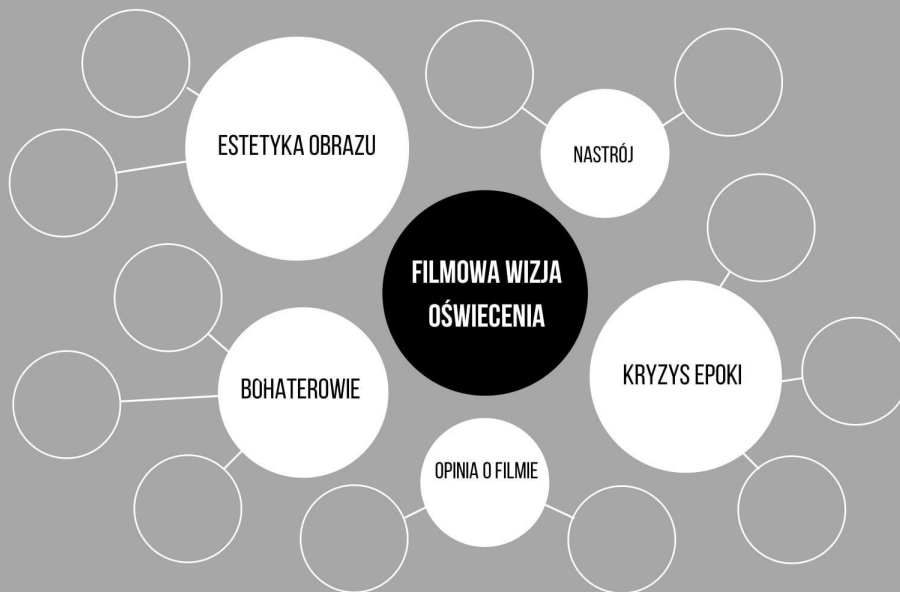 ESTETYKA OBRAZU
NASTRÓJ
FILMOWA WIZJA
OŚWIECENIA
BOHATEROWIE
KRYZYS EPOKI
OPINIA O FILMIE